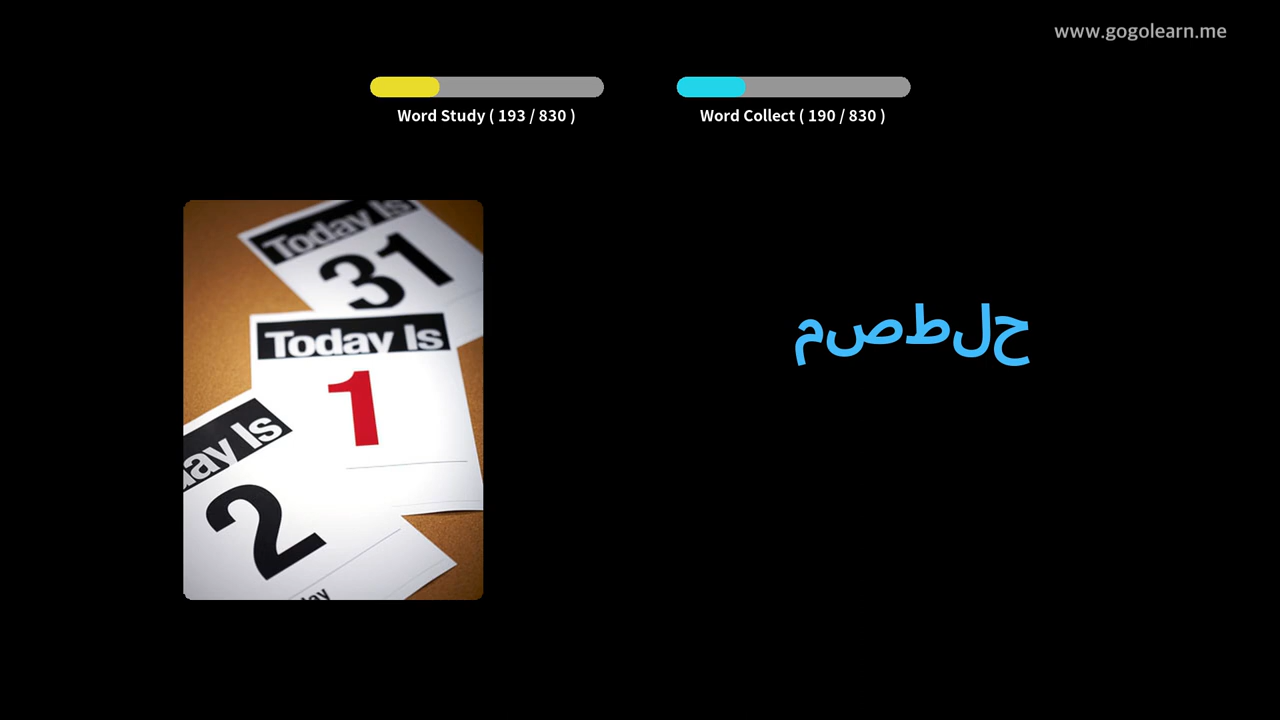 www.gogolearn.me
Word Study ( 193 / 830 )
Word Collect ( 190 / 830 )
Today Is
31
Today Is
1
ay Is
2
مصطلح